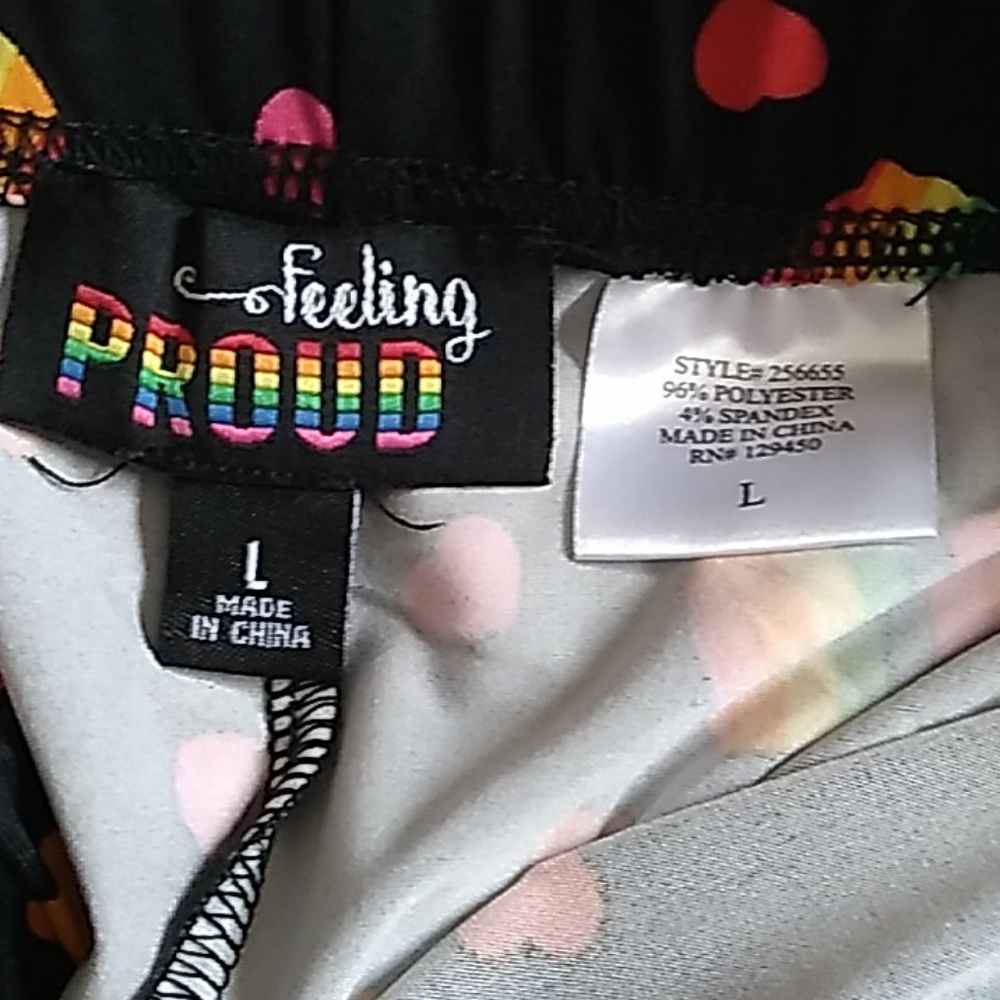 Feeling
PROUD
L
MADE
IN CHINA
STYLE# 256655
96% POLYESTER
4% SPANDEX
MADE IN CHINA
RN# 129450
L